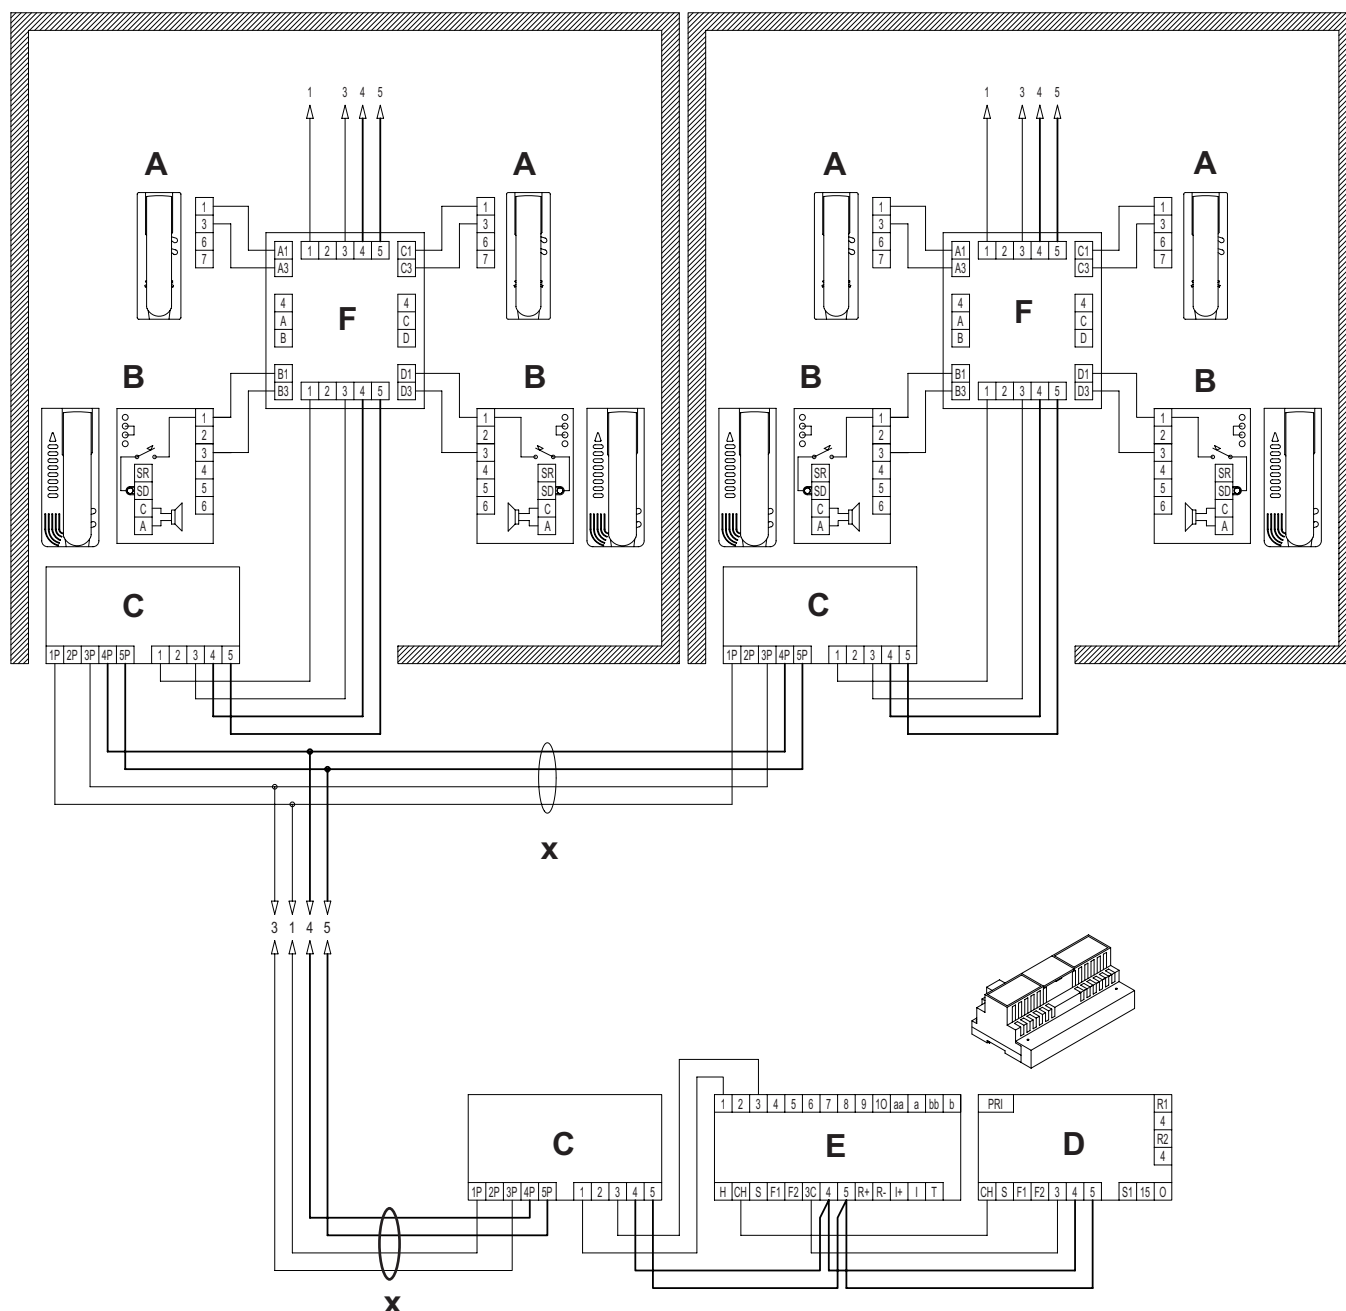 1 3 4 5 1 3 4 5
A A A A
1 1 1 1
3 3 3 3
6 6 6 6
7 7 7 7
A1 1 2 3 4 5 C1 A1 1 2 3 4 5 C1
A3 C3 A3 C3
4 4 4 4
A F C A F C
B D B D
B B B B
B1 D1 B1 D1
B3 1 2 3 4 5 D3 B3 1 2 3 4 5 D3
1 1 1 1
2 2 2 2
3 3 3 3
SR 4 4 SR SR 4 4 SR
SD 5 5 SD SD 5 5 SD
C 6 6 C C 6 6 C
A A A A
C C
1P 2P 3P 4P 5P 1 2 3 4 5 1P 2P 3P 4P 5P 1 2 3 4 5
x
3 1 4 5
1 2 3 4 5 6 7 8 9 10 aa a bb b PRI R1
4
R2
4
C E D
1P 2P 3P 4P 5P 1 2 3 4 5 H CH S F1 F2 3C 4 5 R+ R- I+ I T CH S F1 F2 3 4 5 S1 15 O
x